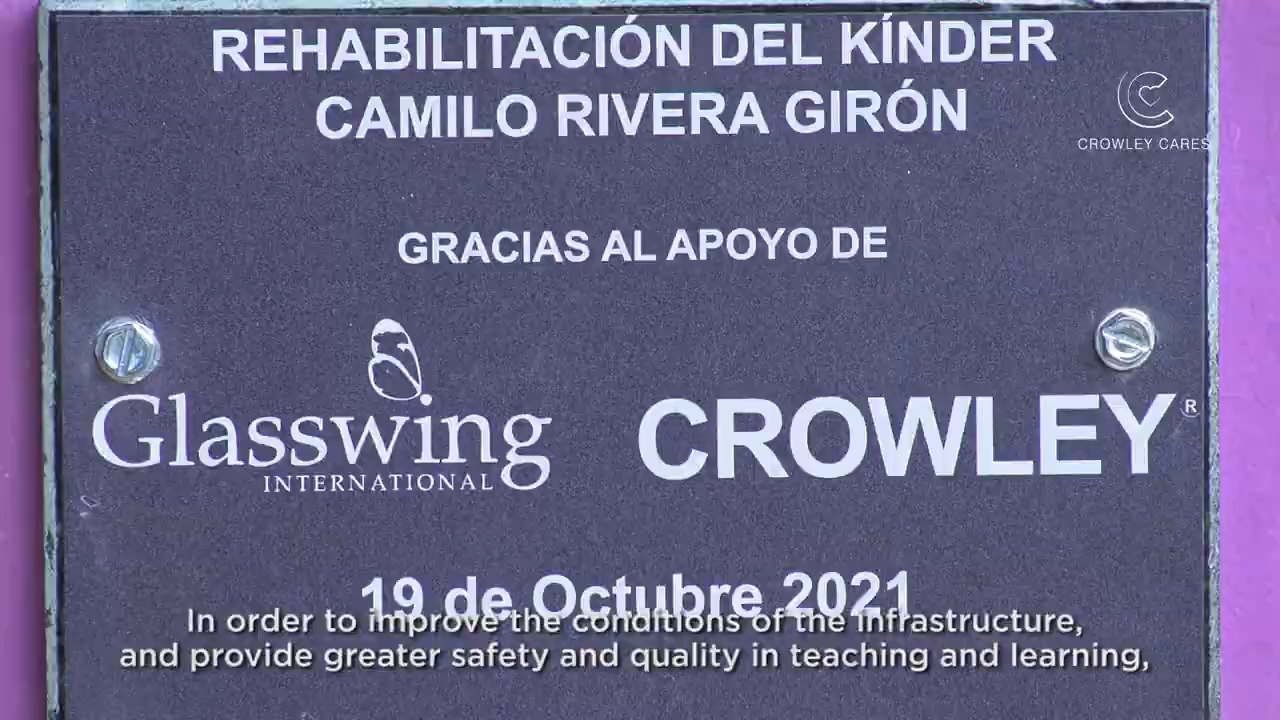 REHABILITACIÓN DEL KÍNDER
CAMILO RIVERA GIRÓN
CROWLEY CARES
GRACIAS AL APOYO DE
Glasswing
INTERNATIONAL
CROWLEY®
19 de Octubre 2021
In order to improve the conditions of the infrastructure,
and provide greater safety and quality in teaching and learning,